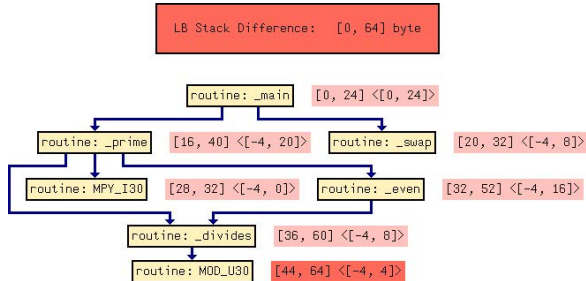 LB Stack Difference: [0, 64] byte
routine: _main [0, 24] <[0, 24]>
routine: _prime [16, 40] <[-4, 20]> routine: _swap [20, 32] <[-4, 8]>
routine: MPY_I30 [28, 32] <[-4, 0]> routine: _even [32, 52] <[-4, 16]>
routine: _divides [36, 60] <[-4, 8]>
routine: MOD_U30 [44, 64] <[-4, 4]>